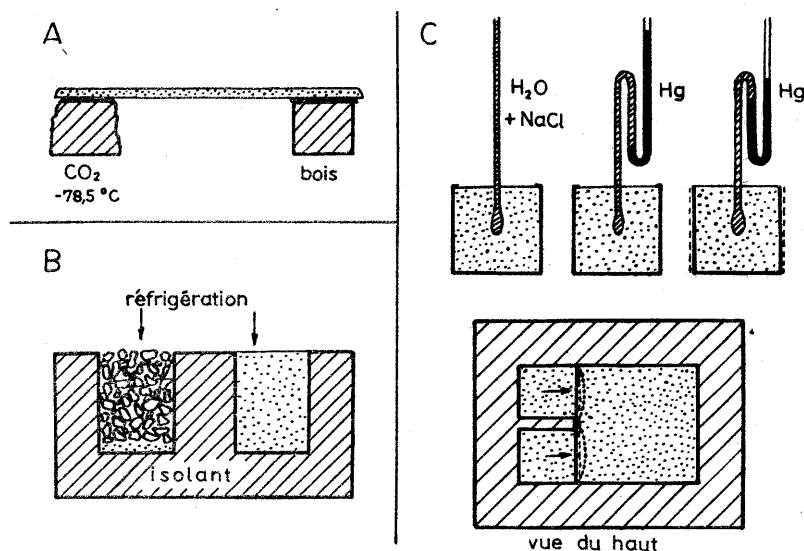 A
CO₂
-78,5 °C
bois
B
réfrigération
isolant
C
H₂O
+ NaCl
Hg
Hg
vue du haut